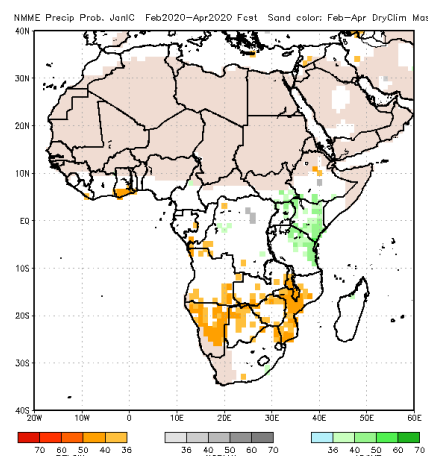 NMME Precip Prob. JanIC Feb2020-Apr2020 Fcst Sand color: Feb-Apr DryClim Mas
40N
30N
20N
10N
EQ
10S
20S
30S
40S
20W 10W 0 10E 20E 30E 40E 50E 60E
70 60 50 40 36 36 40 50 60 70 36 40 50 60 70
BELOW ABOVE